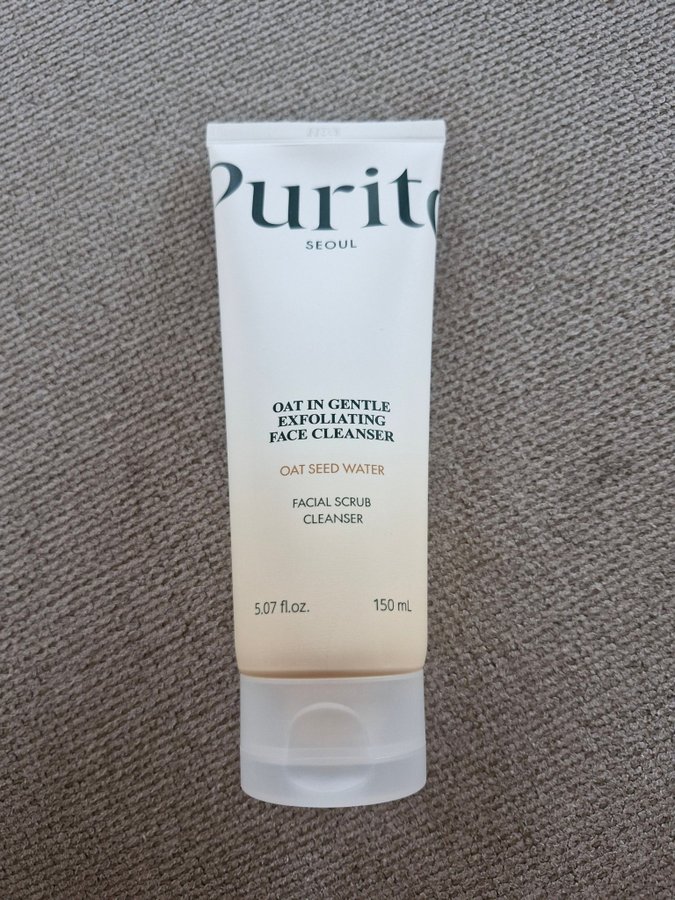 Purito
SEOUL
OAT IN GENTLE
EXFOLIATING
FACE CLEANSER
OAT SEED WATER
FACIAL SCRUB
CLEANSER
5.07 fl.oz. 150 mL